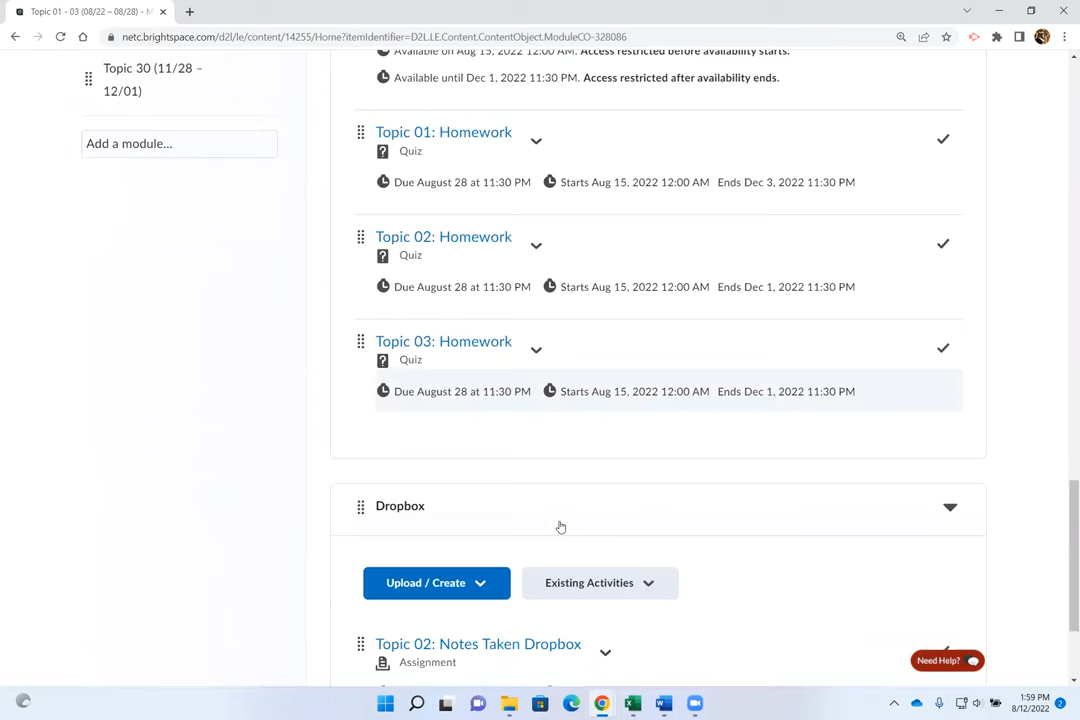 Topic 01 - 03 (08/22 – 08/28) - M
netc.brightspace.com/d2l/le/content/14255/Home?itemIdentifier=D2L.LE.Content.ContentObject.ModuleCO-328086
Available on Aug 15, 2022 12:00 AM. Access restricted before availability starts.
Topic 30 (11/28 –
12/01)
Available until Dec 1, 2022 11:30 PM. Access restricted after availability ends.
Add a module...
Topic 01: Homework
Quiz
Due August 28 at 11:30 PM Starts Aug 15, 2022 12:00 AM Ends Dec 3, 2022 11:30 PM
Topic 02: Homework
Quiz
Due August 28 at 11:30 PM Starts Aug 15, 2022 12:00 AM Ends Dec 1, 2022 11:30 PM
Topic 03: Homework
Quiz
Due August 28 at 11:30 PM Starts Aug 15, 2022 12:00 AM Ends Dec 1, 2022 11:30 PM
Dropbox
Upload / Create
Existing Activities
Topic 02: Notes Taken Dropbox
Assignment
Need Help?
1:59 PM
8/12/2022
2